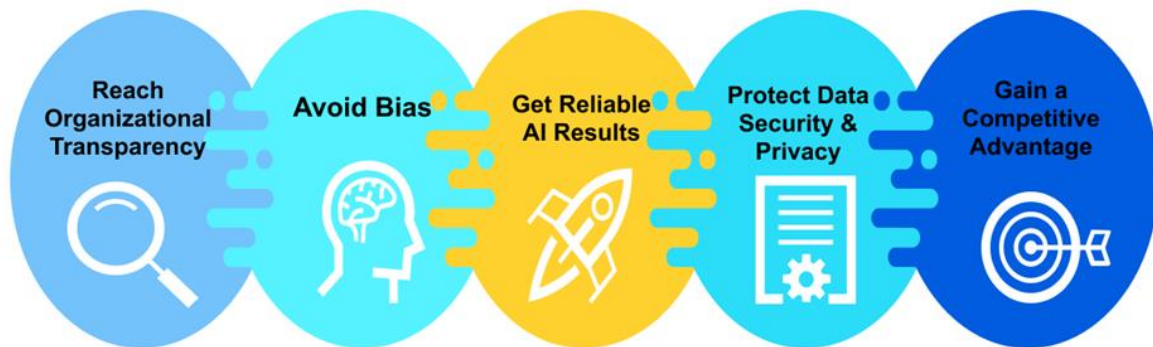 Reach
Organizational
Transparency
Avoid Bias
Get Reliable
AI Results
Protect Data
Security &
Privacy
Gain a
Competitive
Advantage